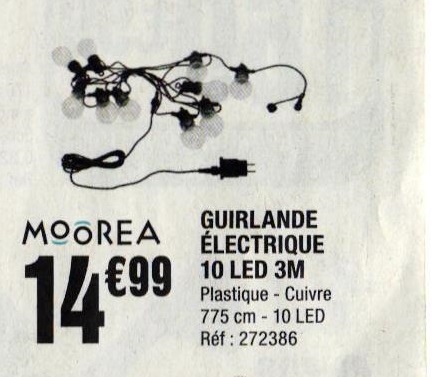 MOOREA
14€99
GUIRLANDE
ÉLECTRIQUE
10 LED 3M
Plastique - Cuivre
775 cm - 10 LED
Réf : 272386